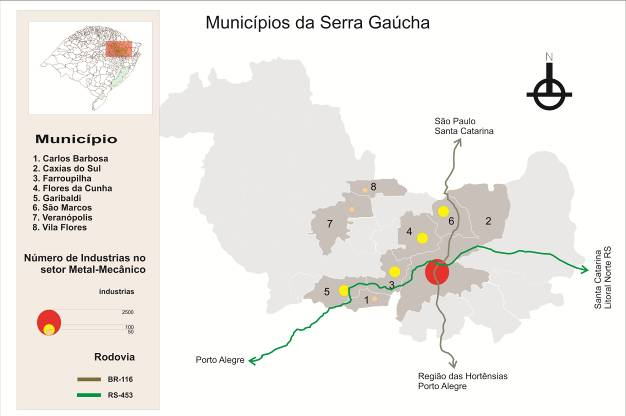 Municípios da Serra Gaúcha
Município
1. Carlos Barbosa
2. Caxias do Sul
3. Farroupilha
4. Flores da Cunha
5. Garibaldi
6. São Marcos
7. Veranópolis
8. Vila Flores
Número de Industrias no
setor Metal-Mecânico
industrias
2500
100
50
Rodovia
BR-116
RS-453
N
São Paulo
Santa Catarina
8
7
4
6
2
3
5
1
Santa Catarina
Litoral Norte RS
Porto Alegre
Região das Hortênsias
Porto Alegre